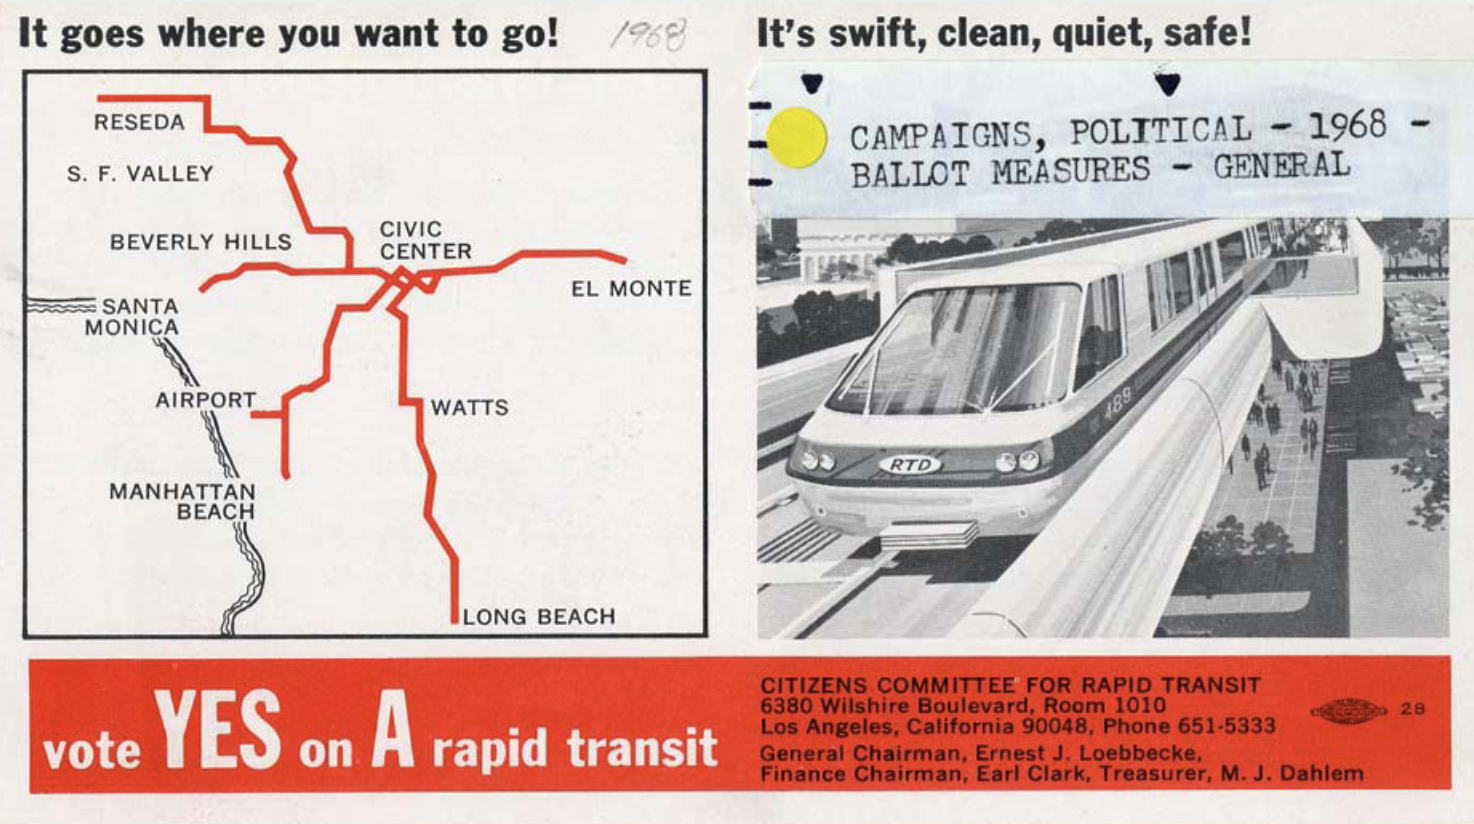 It goes where you want to go!
1968
RESEDA
S. F. VALLEY
BEVERLY HILLS
CIVIC
CENTER
EL MONTE
SANTA
MONICA
AIRPORT
WATTS
MANHATTAN
BEACH
LONG BEACH
It's swift, clean, quiet, safe!
CAMPAIGNS, POLITICAL - 1968 -
BALLOT MEASURES - GENERAL
489
RTD
vote YES on A rapid transit
CITIZENS COMMITTEE FOR RAPID TRANSIT
6380 Wilshire Boulevard, Room 1010
Los Angeles, California 90048, Phone 651-5333
General Chairman, Ernest J. Loebbecke,
Finance Chairman, Earl Clark, Treasurer, M. J. Dahlem
28